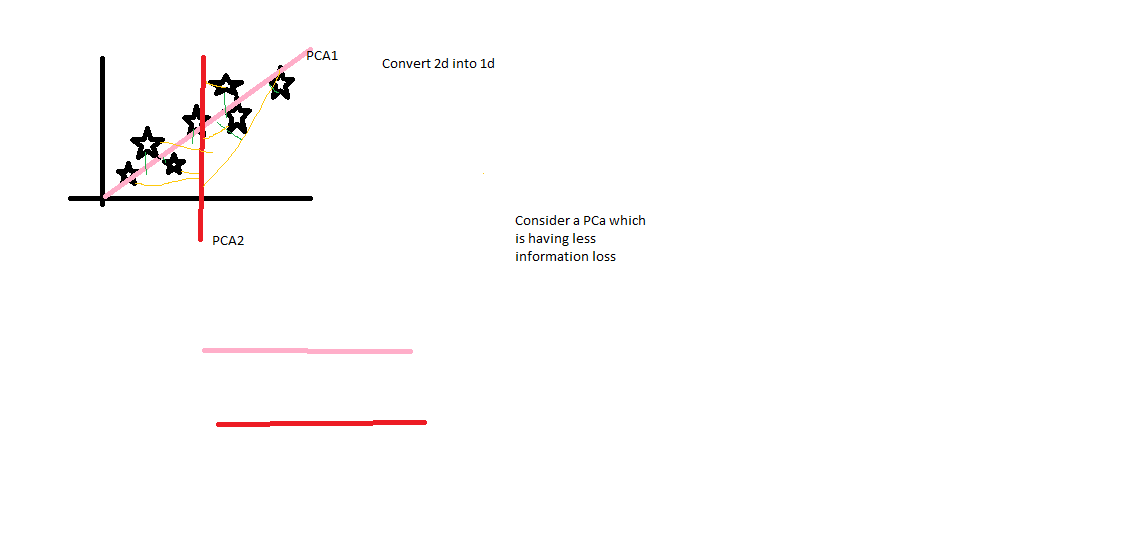 PCA1
Convert 2d into 1d
PCA2
Consider a PCa which
is having less
information loss